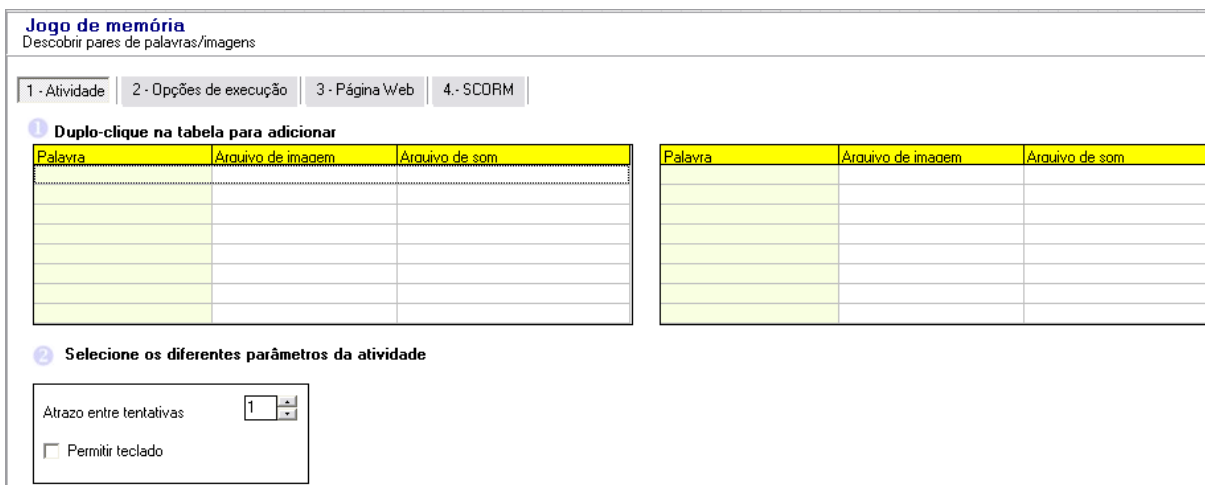 Jogo de memória
Descobrir pares de palavras/imagens
1 - Atividade 2 - Opções de execução 3 - Página Web 4.- SCORM
1 Duplo-clique na tabela para adicionar
Palavra Arquivo de imagem Arquivo de som Palavra Arquivo de imagem Arquivo de som
2 Selecione os diferentes parâmetros da atividade
Atrazo entre tentativas 1
Permitir teclado